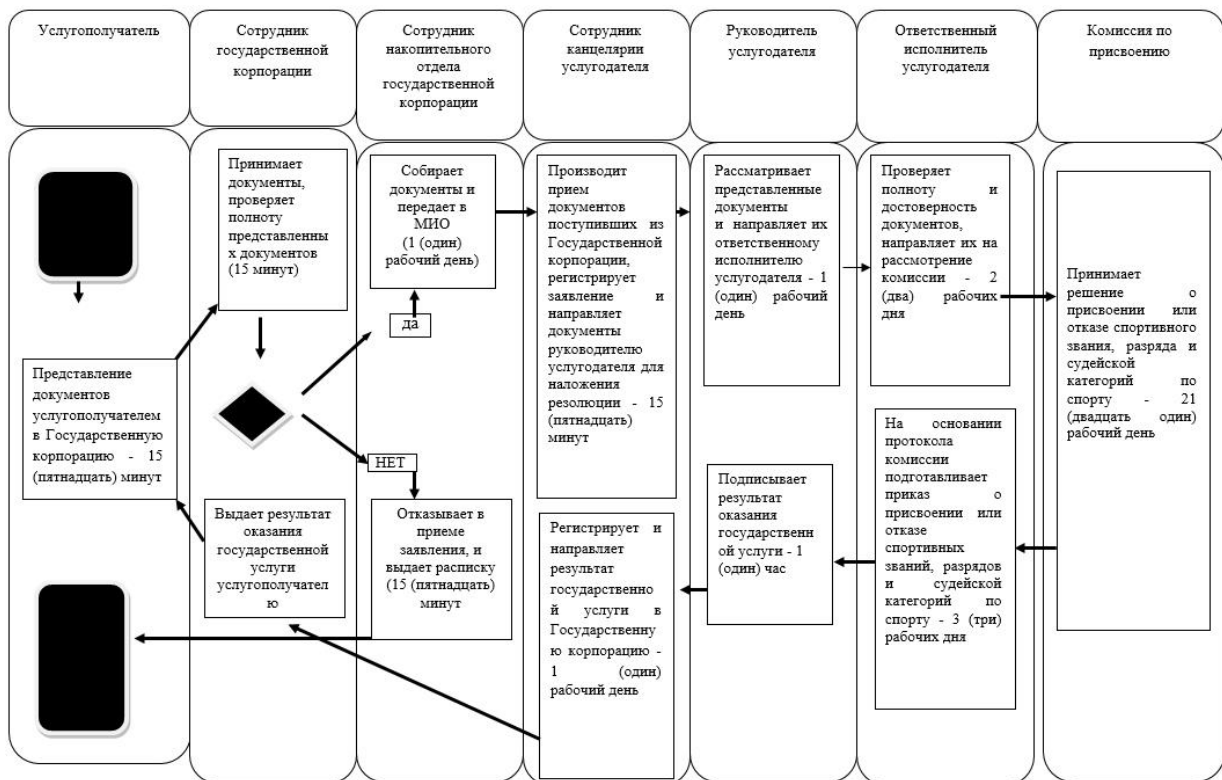 Услугополучатель
Сотрудник
государственной
корпорации
Сотрудник
накопительного
отдела
государственной
корпорации
Сотрудник
канцелярии
услугодателя
Руководитель
услугодателя
Ответственный
исполнитель
услугодателя
Комиссия по
присвоению
Представление
документов
услугополучателем
в Государственную
корпорацию - 15
(пятнадцать) минут
Принимает
документы,
проверяет
полноту
представленны
х документов
(15 минут)
Выдает результат
оказания
государственной
услуги
услугополучател
ю
Собирает
документы и
передает в
МИО
(1 (один)
рабочий день)
да
НЕТ
Отказывает в
приеме
заявления, и
выдает расписку
(15 (пятнадцать)
минут
Производит
прием
документов
поступивших из
Государственной
корпорации,
регистрирует
заявление и
направляет
документы
руководителю
услугодателя для
наложения
резолюции - 15
(пятнадцать)
минут
Регистрирует и
направляет
результат
государственно
й услуги в
Государственну
ю корпорацию -
1 (один)
рабочий день
Рассматривает
представленные
документы
и направляет их
ответственному
исполнителю
услугодателя - 1
(один) рабочий
день
Подписывает
результат
оказания
государственн
ой услуги - 1
(один) час
Проверяет
полноту и
достоверность
документов,
направляет их на
рассмотрение
комиссии - 2
(два) рабочих
дня
На основании
протокола
комиссии
подготавливает
приказ о
присвоении или
отказе
спортивных
званий, разрядов
и судейской
категорий по
спорту - 3 (три)
рабочих дня
Принимает
решение о
присвоении или
отказе спортивного
звания, разряда и
судейской
категорий по
спорту - 21
(двадцать один)
рабочий день